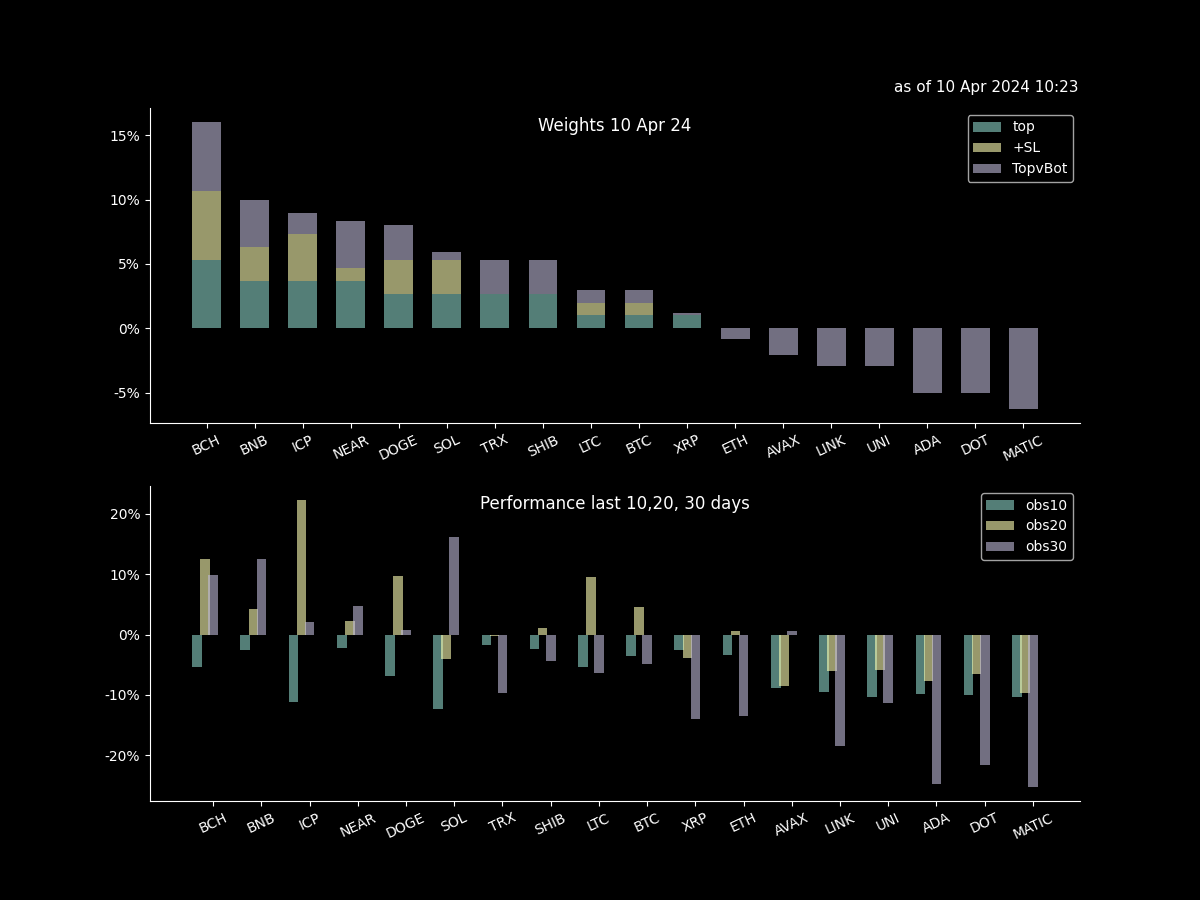 as of 10 Apr 2024 10:23
Weights 10 Apr 24
top
+SL
TopvBot
15%
10%
5%
0%
-5%
BCH BNB ICP NEAR DOGE SOL TRX SHIB LTC BTC XRP ETH AVAX LINK UNI ADA DOT MATIC
Performance last 10,20, 30 days
obs10
obs20
obs30
20%
10%
0%
-10%
-20%
BCH BNB ICP NEAR DOGE SOL TRX SHIB LTC BTC XRP ETH AVAX LINK UNI ADA DOT MATIC